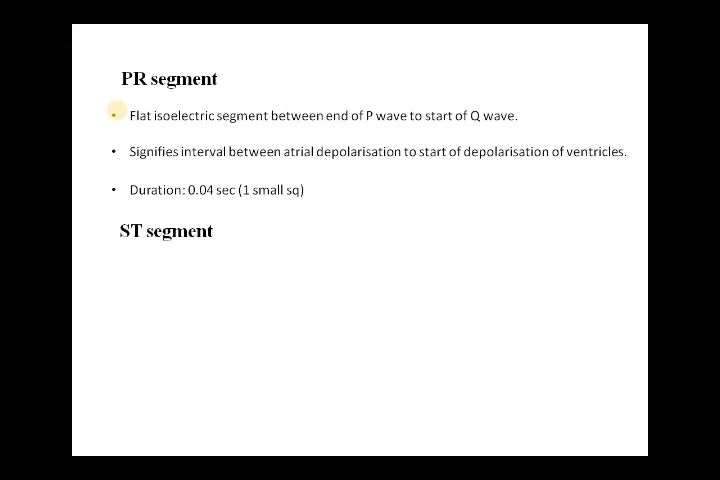 PR segment
• Flat isoelectric segment between end of P wave to start of Q wave.
• Signifies interval between atrial depolarisation to start of depolarisation of ventricles.
• Duration: 0.04 sec (1 small sq)
ST segment